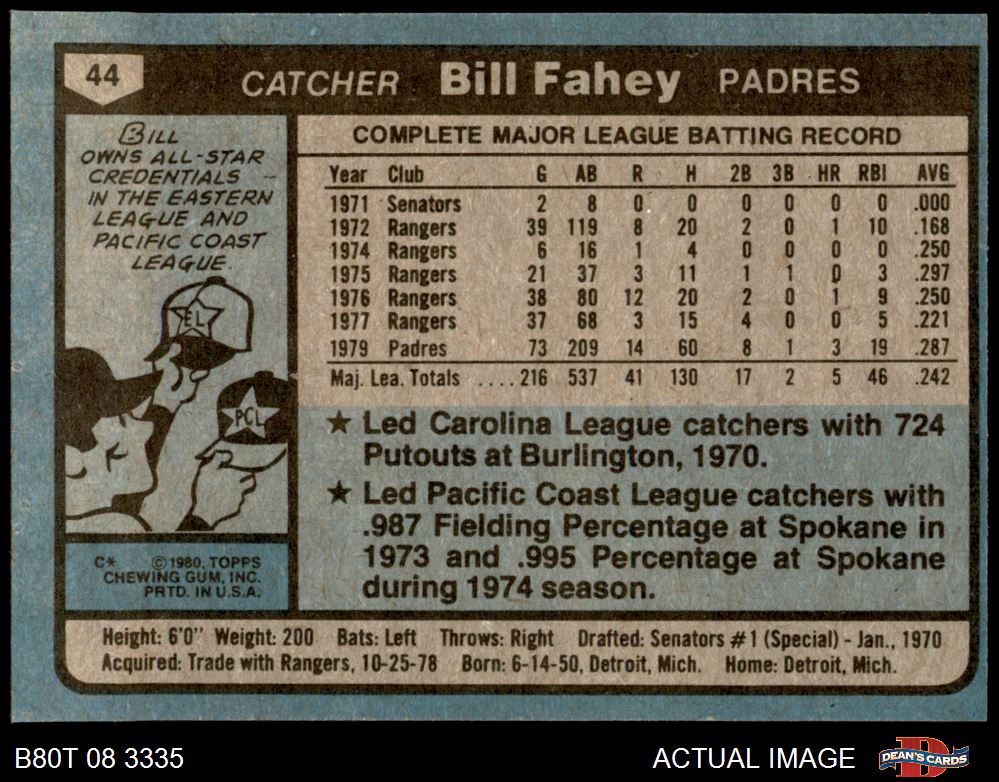 44 CATCHER Bill Fahey PADRES
BILL
OWNS ALL-STAR
CREDENTIALS
IN THE EASTERN
LEAGUE AND
PACIFIC COAST
LEAGUE.
EL
PCL
C* © 1980, TOPPS
CHEWING GUM, INC.
PRTD. IN U.S.A.
COMPLETE MAJOR LEAGUE BATTING RECORD
Year Club G AB R H 2B 3B HR RBI AVG
1971 Senators 2 8 0 0 0 0 0 0 .000
1972 Rangers 39 119 8 20 2 0 1 10 .168
1974 Rangers 6 16 1 4 0 0 0 0 .250
1975 Rangers 21 37 3 11 1 1 0 3 .297
1976 Rangers 38 80 12 20 2 0 1 9 .250
1977 Rangers 37 68 3 15 4 0 0 5 .221
1979 Padres 73 209 14 60 8 1 3 19 .287
Maj. Lea. Totals ....216 537 41 130 17 2 5 46 .242
★ Led Carolina League catchers with 724
Putouts at Burlington, 1970.
★ Led Pacific Coast League catchers with
.987 Fielding Percentage at Spokane in
1973 and .995 Percentage at Spokane
during 1974 season.
Height: 6'0" Weight: 200 Bats: Left Throws: Right Drafted: Senators #1 (Special) - Jan., 1970
Acquired: Trade with Rangers, 10-25-78 Born: 6-14-50, Detroit, Mich. Home: Detroit, Mich.
B80T 08 3335 ACTUAL IMAGE DEAN'S CARDS